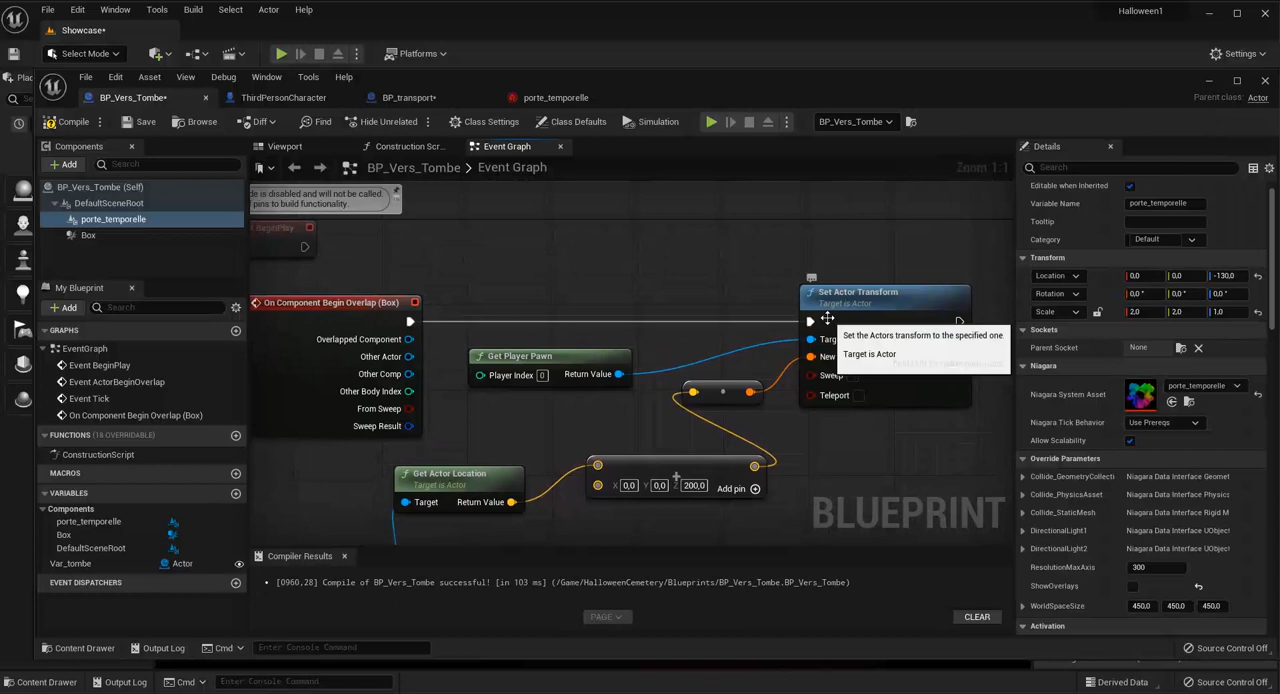 File Edit Window Tools Build Select Actor Help Halloween1
Showcase*
Select Mode Platforms Settings
File Edit Asset View Debug Window Tools Help
BP_Vers_Tombe* ThirdPersonCharacter BP_transport* porte_temporelle Parent class: Actor
Compile Save Browse Diff Find Hide Unrelated Class Settings Class Defaults Simulation BP_Vers_Tombe
Components Viewport Construction Scr... Event Graph Details
Add Search BP_Vers_Tombe > Event Graph Zoom 1:1 Search
BP_Vers_Tombe (Self)
DefaultSceneRoot
porte_temporelle
Box
My Blueprint
Add Search
GRAPHS
EventGraph
Event BeginPlay
Event ActorBeginOverlap
Event Tick
On Component Begin Overlap (Box)
FUNCTIONS (18 OVERRIDABLE)
ConstructionScript
MACROS
VARIABLES
Components
porte_temporelle
Box
DefaultSceneRoot
Var_tombe Actor
EVENT DISPATCHERS
de is disabled and will not be called.
pins to build functionality.
BeginPlay
On Component Begin Overlap (Box)
Overlapped Component
Other Actor
Other Comp
Other Body Index
From Sweep
Sweep Result
Get Player Pawn
Player Index 0 Return Value
Get Actor Location
Target is Actor
Target Return Value
X 0,0 Y 0,0 Z 200,0 Add pin
Set Actor Transform
Target is Actor
Targ
New
Sweep
Teleport
Set the Actors transform to the specified one
Target is Actor
BLUEPRINT
Compiler Results
[0960.28] Compile of BP_Vers_Tombe successful! [in 103 ms] (/Game/HalloweenCemetery/Blueprints/BP_Vers_Tombe.BP_Vers_Tombe)
PAGE CLEAR
Editable when Inherited
Variable Name porte_temporelle
Tooltip
Category Default
Transform
Location 0,0 0,0 -130,0
Rotation 0,0 ° 0,0 ° 0,0 °
Scale 2,0 2,0 1,0
Sockets
Parent Socket None
Niagara
Niagara System Asset porte_temporelle
Niagara Tick Behavior Use Prereqs
Allow Scalability
Override Parameters
Collide_GeometryCollecti Niagara Data Interface
Collide_PhysicsAsset Niagara Data Interface Physics
Collide_StaticMesh Niagara Data Interface Rigid M
DirectionalLight1 Niagara Data Interface UObject
DirectionalLight2 Niagara Data Interface UObject
ResolutionMaxAxis 300
ShowOverlays
WorldSpaceSize 450,0 450,0 450,0
Activation
Content Drawer Output Log Cmd Enter Console Command Source Control Off
Content Drawer Output Log Cmd Enter Console Command Derived Data Source Control Off